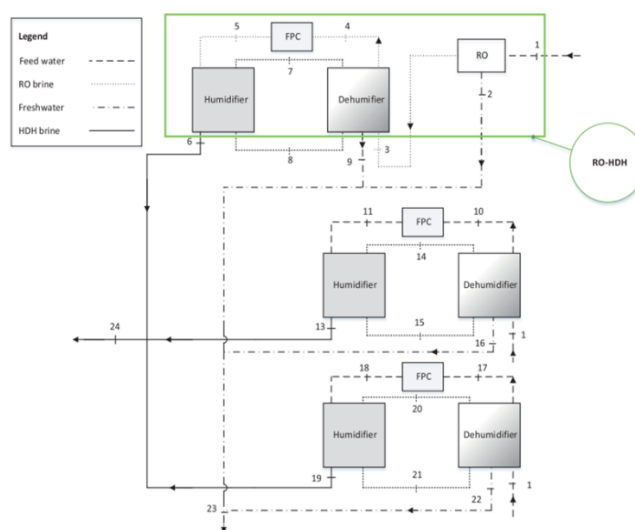 Legend
Feed water
RO brine
Freshwater
HDH brine
5
FPC
4
7
RO
1
2
Humidifier
Dehumifier
6
8
9
3
RO-HDH
11
FPC
10
14
Humidifier
Dehumidifier
24
13
15
16
1
18
FPC
17
20
Humidifier
Dehumidifier
19
21
22
1
23